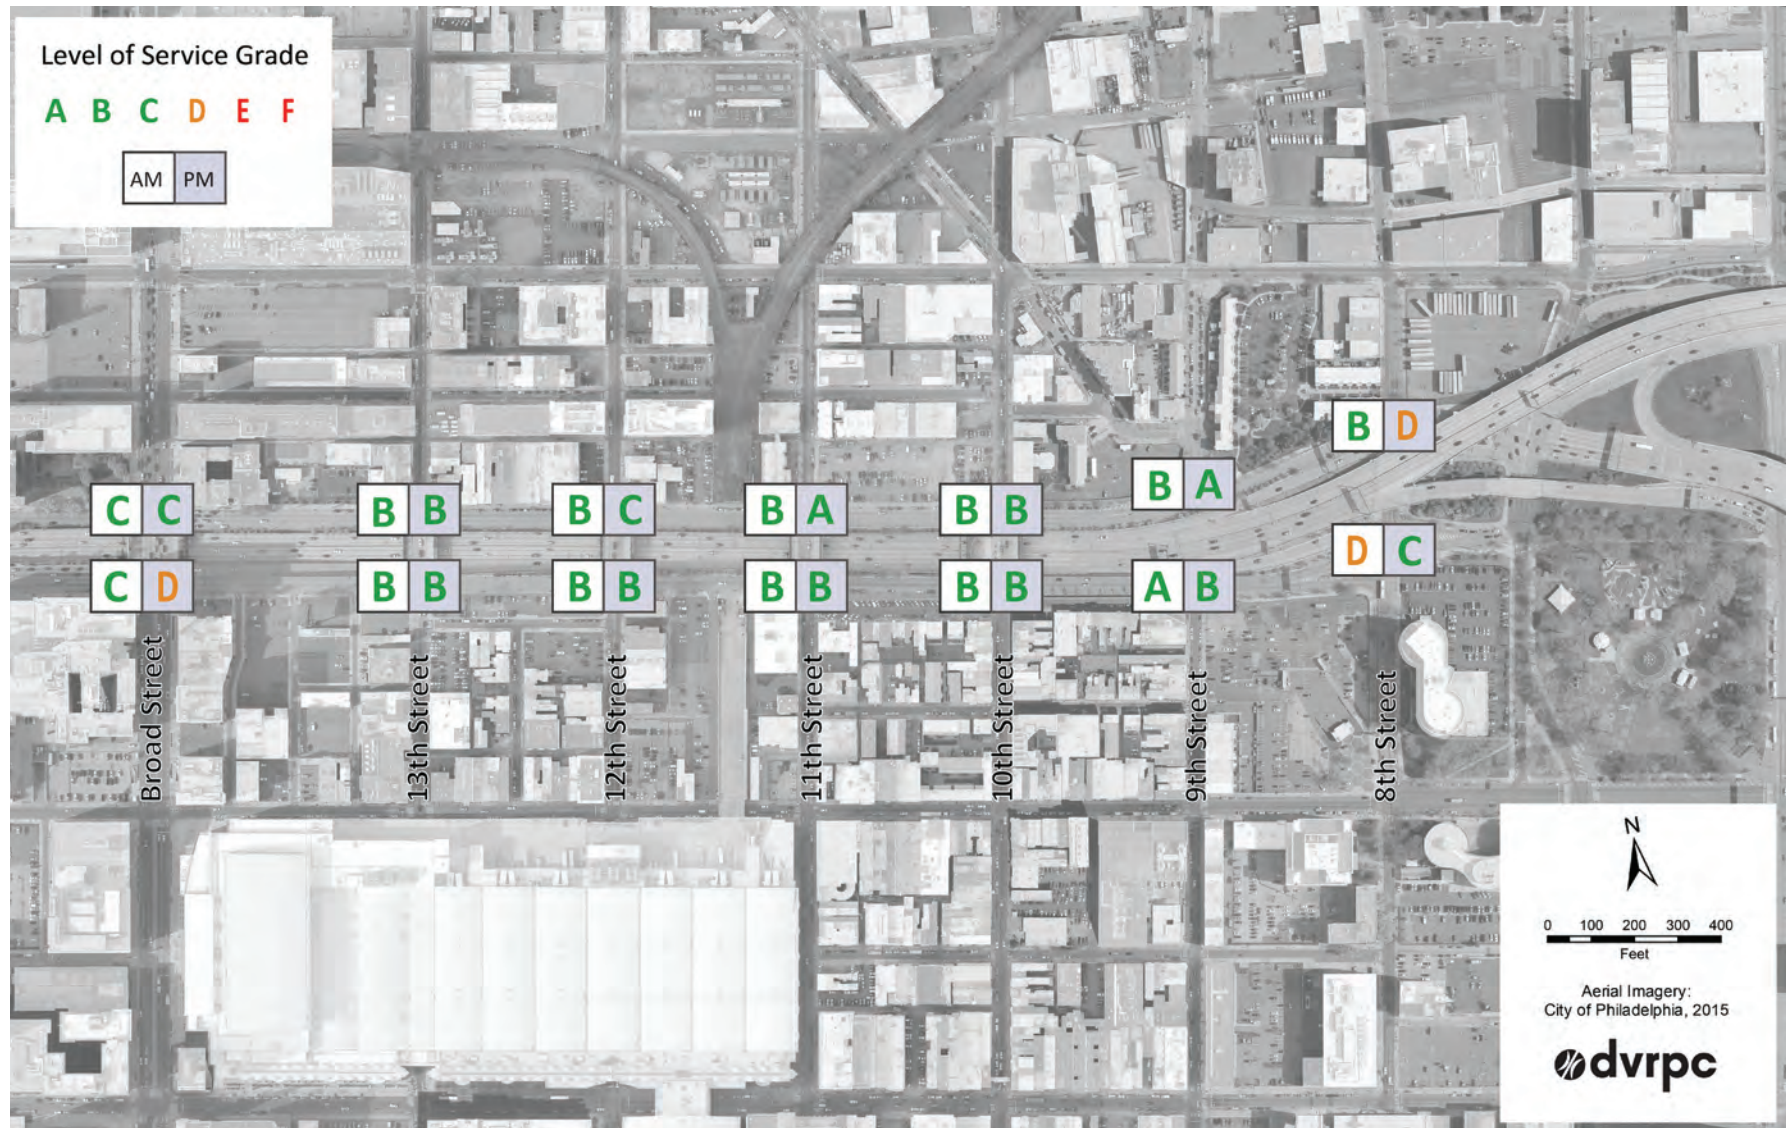 Level of Service Grade
A B C D E F
AM PM
B D
B A
C C
B B
B C
B A
B B
D C
C D
B B
B B
B B
B B
A B
Broad Street
13th Street
12th Street
11th Street
10th Street
9th Street
8th Street
N
0 100 200 300 400
Feet
Aerial Imagery:
City of Philadelphia, 2015
dvrpc